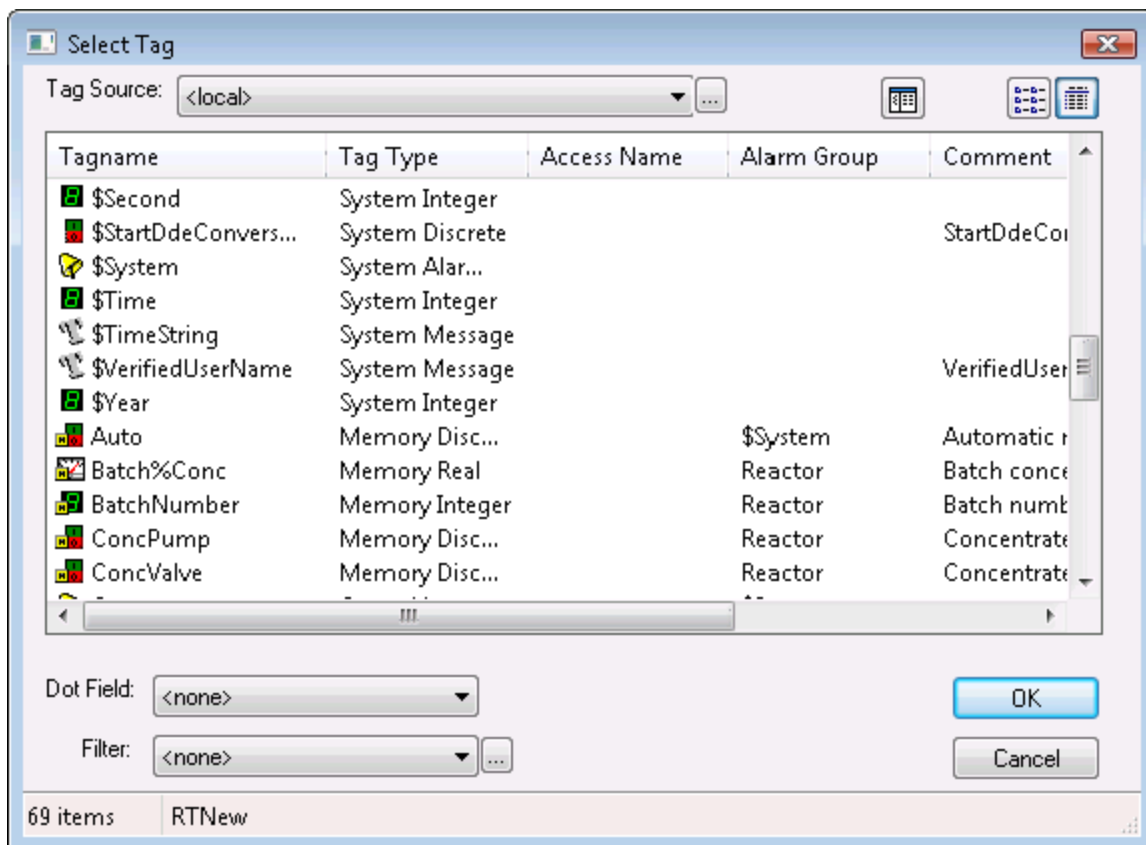 Select Tag
Tag Source: <local> ...
Tagname Tag Type Access Name Alarm Group Comment
$Second System Integer
$StartDdeConvers... System Discrete StartDdeCo
$System System Alar...
$Time System Integer
$TimeString System Message
$VerifiedUserName System Message VerifiedUser
$Year System Integer
Auto Memory Disc... $System Automatic
Batch%Conc Memory Real Reactor Batch conc
BatchNumber Memory Integer Reactor Batch numb
ConcPump Memory Disc... Reactor Concentrate
ConcValve Memory Disc... Reactor Concentrate
Dot Field: <none> OK
Filter: <none> ... Cancel
69 items RTNew